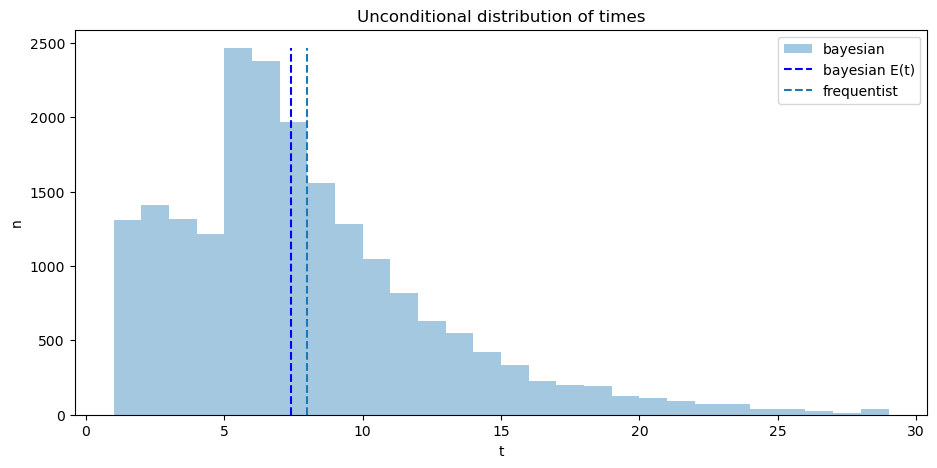 Unconditional distribution of times
bayesian
bayesian E(t)
frequentist
n
2500
2000
1500
1000
500
0
0 5 10 15 20 25 30
t